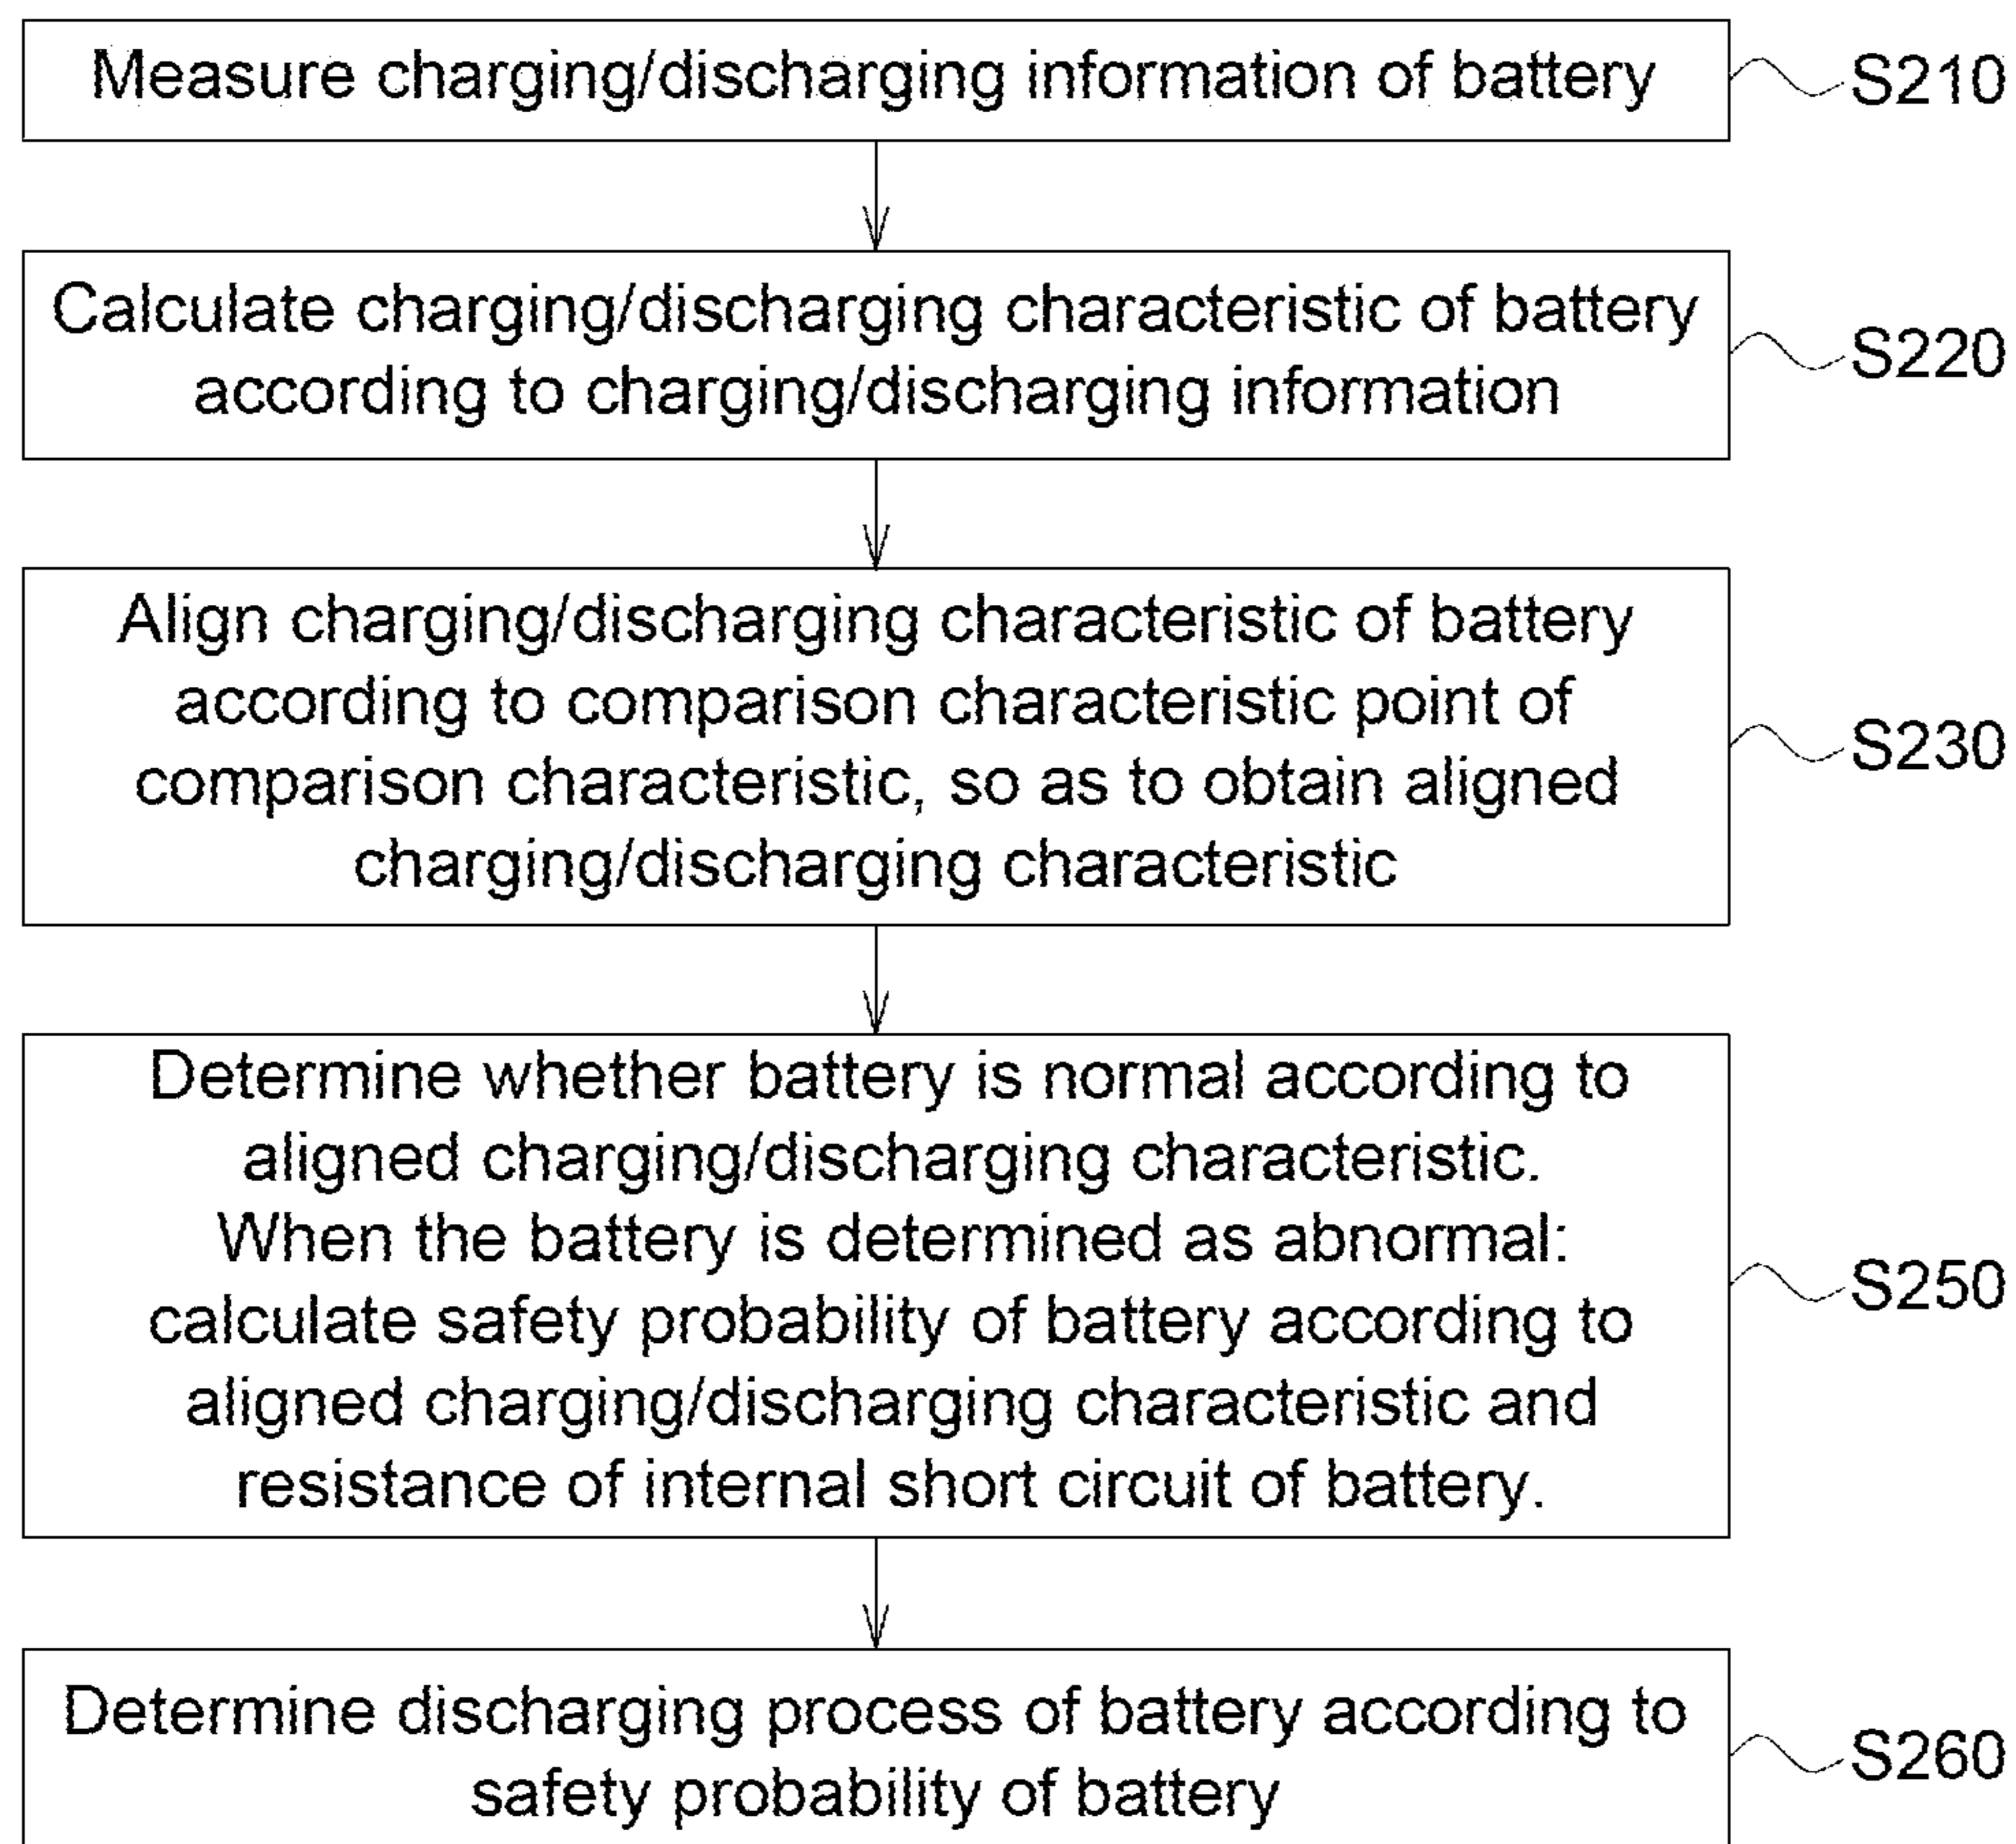 Measure charging/discharging information of battery
S210
Calculate charging/discharging characteristic of battery
according to charging/discharging information
S220
Align charging/discharging characteristic of battery
according to comparison characteristic point of
comparison characteristic, so as to obtain aligned
charging/discharging characteristic
S230
Determine whether battery is normal according to
aligned charging/discharging characteristic.
When the battery is determined as abnormal:
calculate safety probability of battery according to
aligned charging/discharging characteristic and
resistance of internal short circuit of battery.
S250
Determine discharging process of battery according to
safety probability of battery
S260